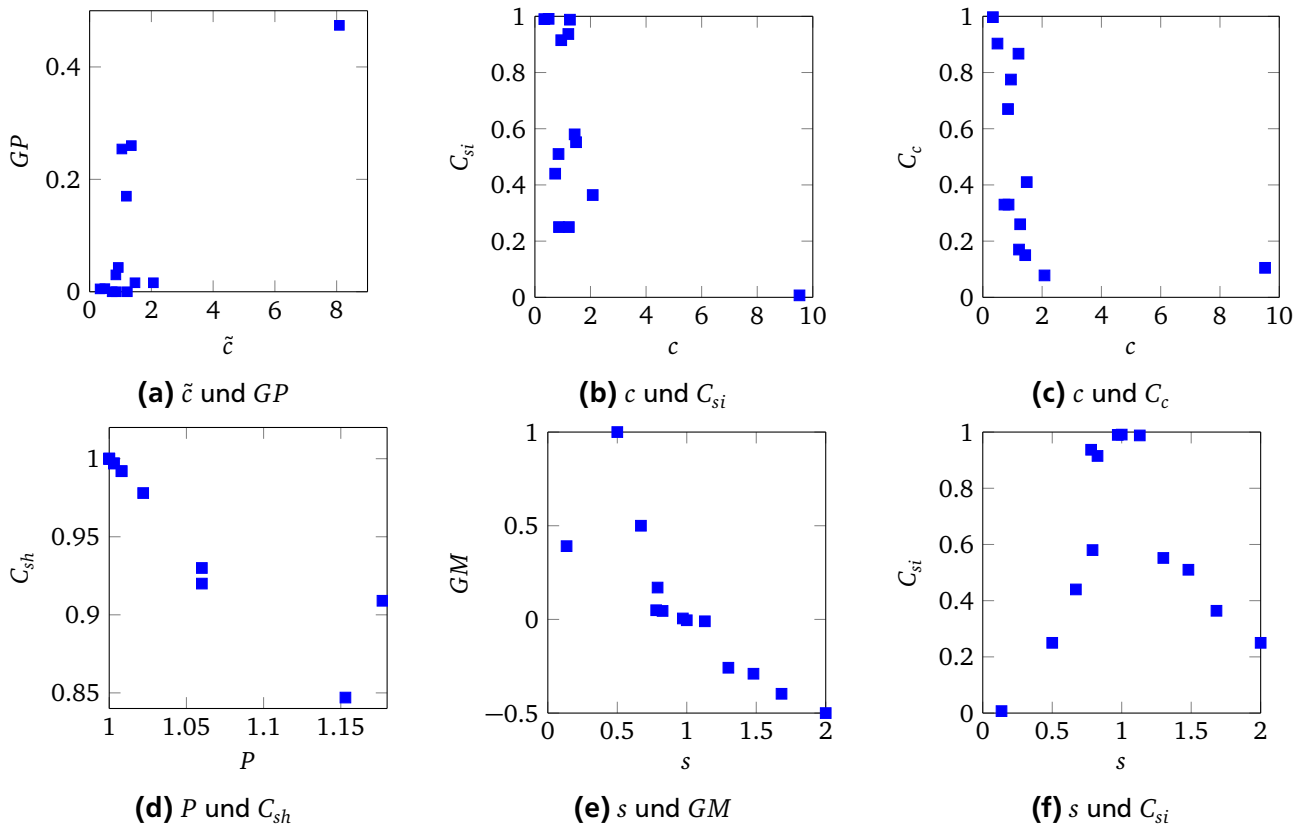 0 2 4 6 8
0
0.2
0.4
c̃
GP
(a) c̃ und GP
0 2 4 6 8 10
0
0.2
0.4
0.6
0.8
1
c
C_si
(b) c und C_si
0 2 4 6 8 10
0
0.2
0.4
0.6
0.8
1
c
C_c
(c) c und C_c
1 1.05 1.1 1.15
0.85
0.9
0.95
1
P
C_sh
(d) P und C_sh
0 0.5 1 1.5 2
−0.5
0
0.5
1
s
GM
(e) s und GM
0 0.5 1 1.5 2
0
0.2
0.4
0.6
0.8
1
s
C_si
(f) s und C_si